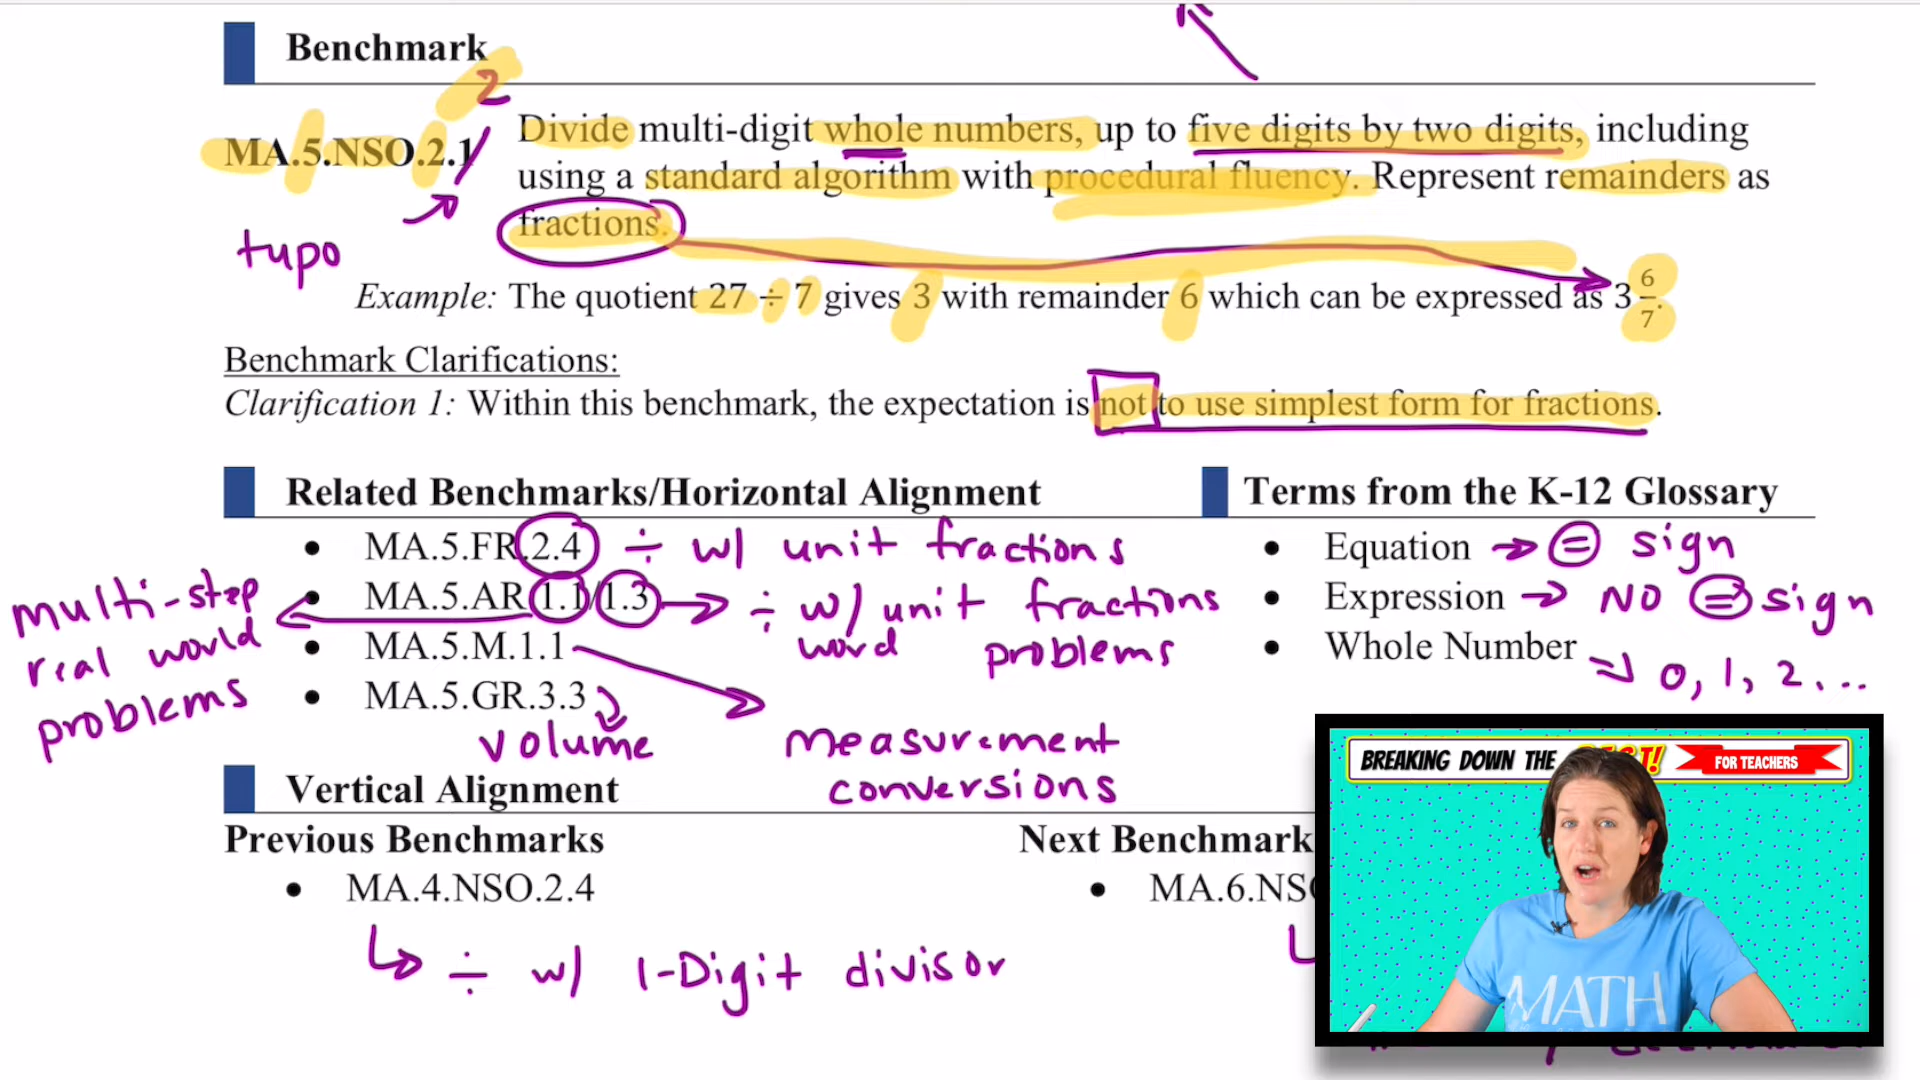 Benchmark
2
MA.5.NSO.2.1
Divide multi-digit whole numbers, up to five digits by two digits, including
using a standard algorithm with procedural fluency. Represent remainders as
fractions.
typo
Example: The quotient 27 ÷ 7 gives 3 with remainder 6 which can be expressed as 3 6/7.
Benchmark Clarifications:
Clarification 1: Within this benchmark, the expectation is not to use simplest form for fractions.
Related Benchmarks/Horizontal Alignment
• MA.5.FR.2.4 ÷ w/ unit fractions
• MA.5.AR.1.1/1.3 ÷ w/ unit fractions
word problems
multi-step
real world
problems
• MA.5.M.1.1
• MA.5.GR.3.3
volume
measurement
conversions
Terms from the K-12 Glossary
• Equation → = sign
• Expression → NO = sign
• Whole Number
→ 0, 1, 2...
Vertical Alignment
Previous Benchmarks
• MA.4.NSO.2.4
÷ w/ 1-Digit divisor
Next Benchmark
• MA.6.NSO
BREAKING DOWN THE
FOR TEACHERS
MATH